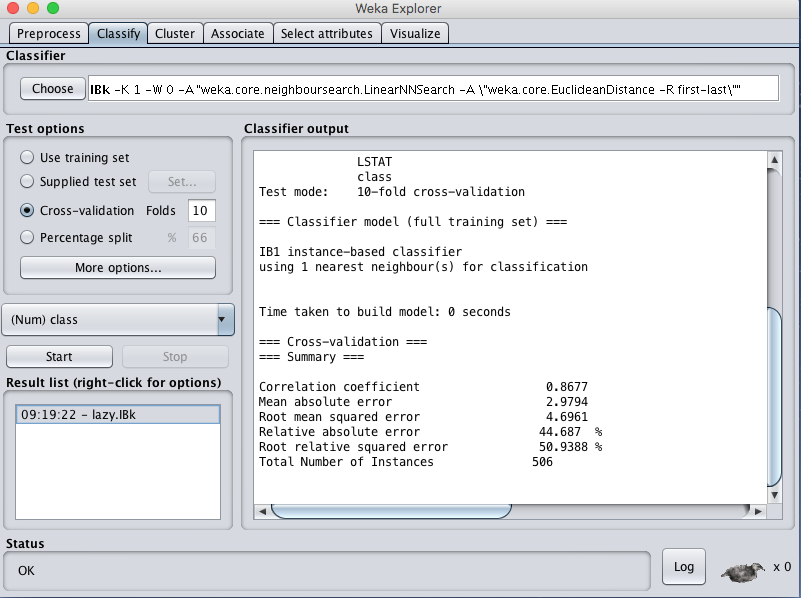 Weka Explorer
Preprocess Classify Cluster Associate Select attributes Visualize
Classifier
Choose IBk -K 1 -W 0 -A "weka.core.neighboursearch.LinearNNSearch -A \"weka.core.EuclideanDistance -R first-last\""
Test options
Use training set
Supplied test set Set...
Cross-validation Folds 10
Percentage split % 66
More options...
(Num) class
Start Stop
Result list (right-click for options)
09:19:22 - lazy.IBk
Classifier output
LSTAT
class
Test mode: 10-fold cross-validation
=== Classifier model (full training set) ===
IB1 instance-based classifier
using 1 nearest neighbour(s) for classification
Time taken to build model: 0 seconds
=== Cross-validation ===
=== Summary ===
Correlation coefficient 0.8677
Mean absolute error 2.9794
Root mean squared error 4.6961
Relative absolute error 44.687 %
Root relative squared error 50.9388 %
Total Number of Instances 506
Status
OK
Log
x 0